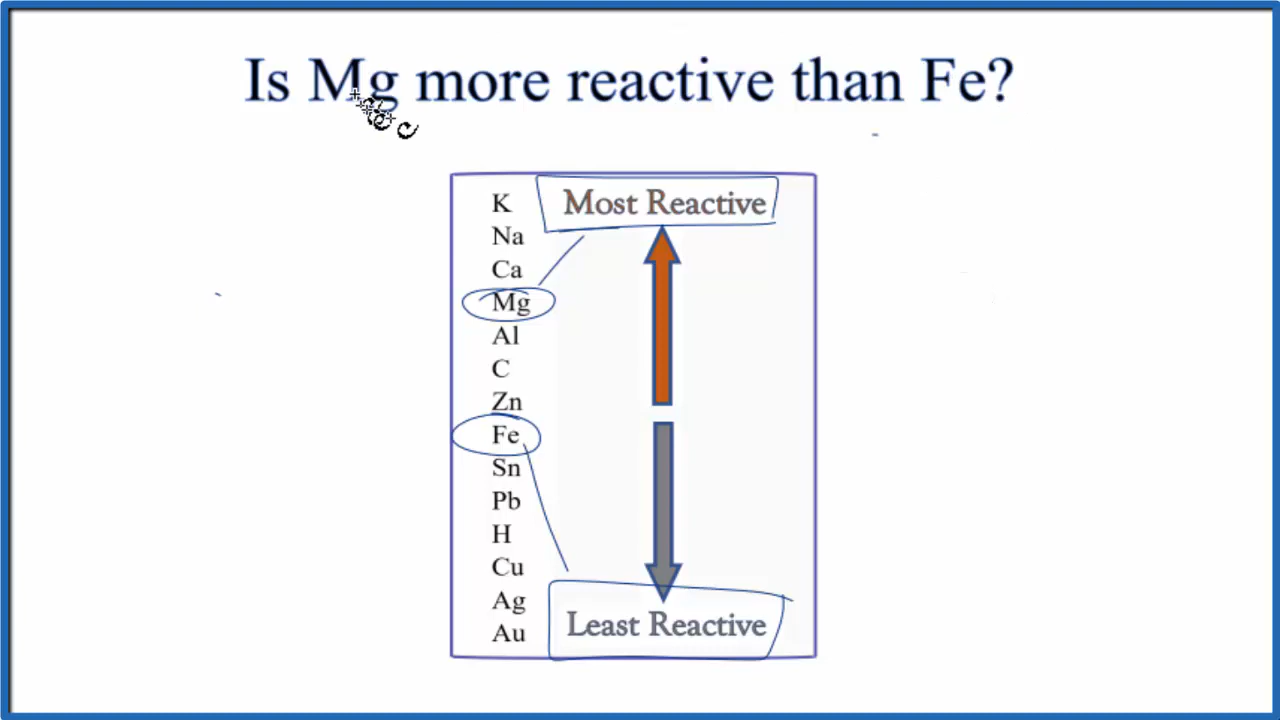 Is Mg more reactive than Fe?
K Most Reactive
Na
Ca
Mg
Al
C
Zn
Fe
Sn
Pb
H
Cu
Ag
Least Reactive
Au